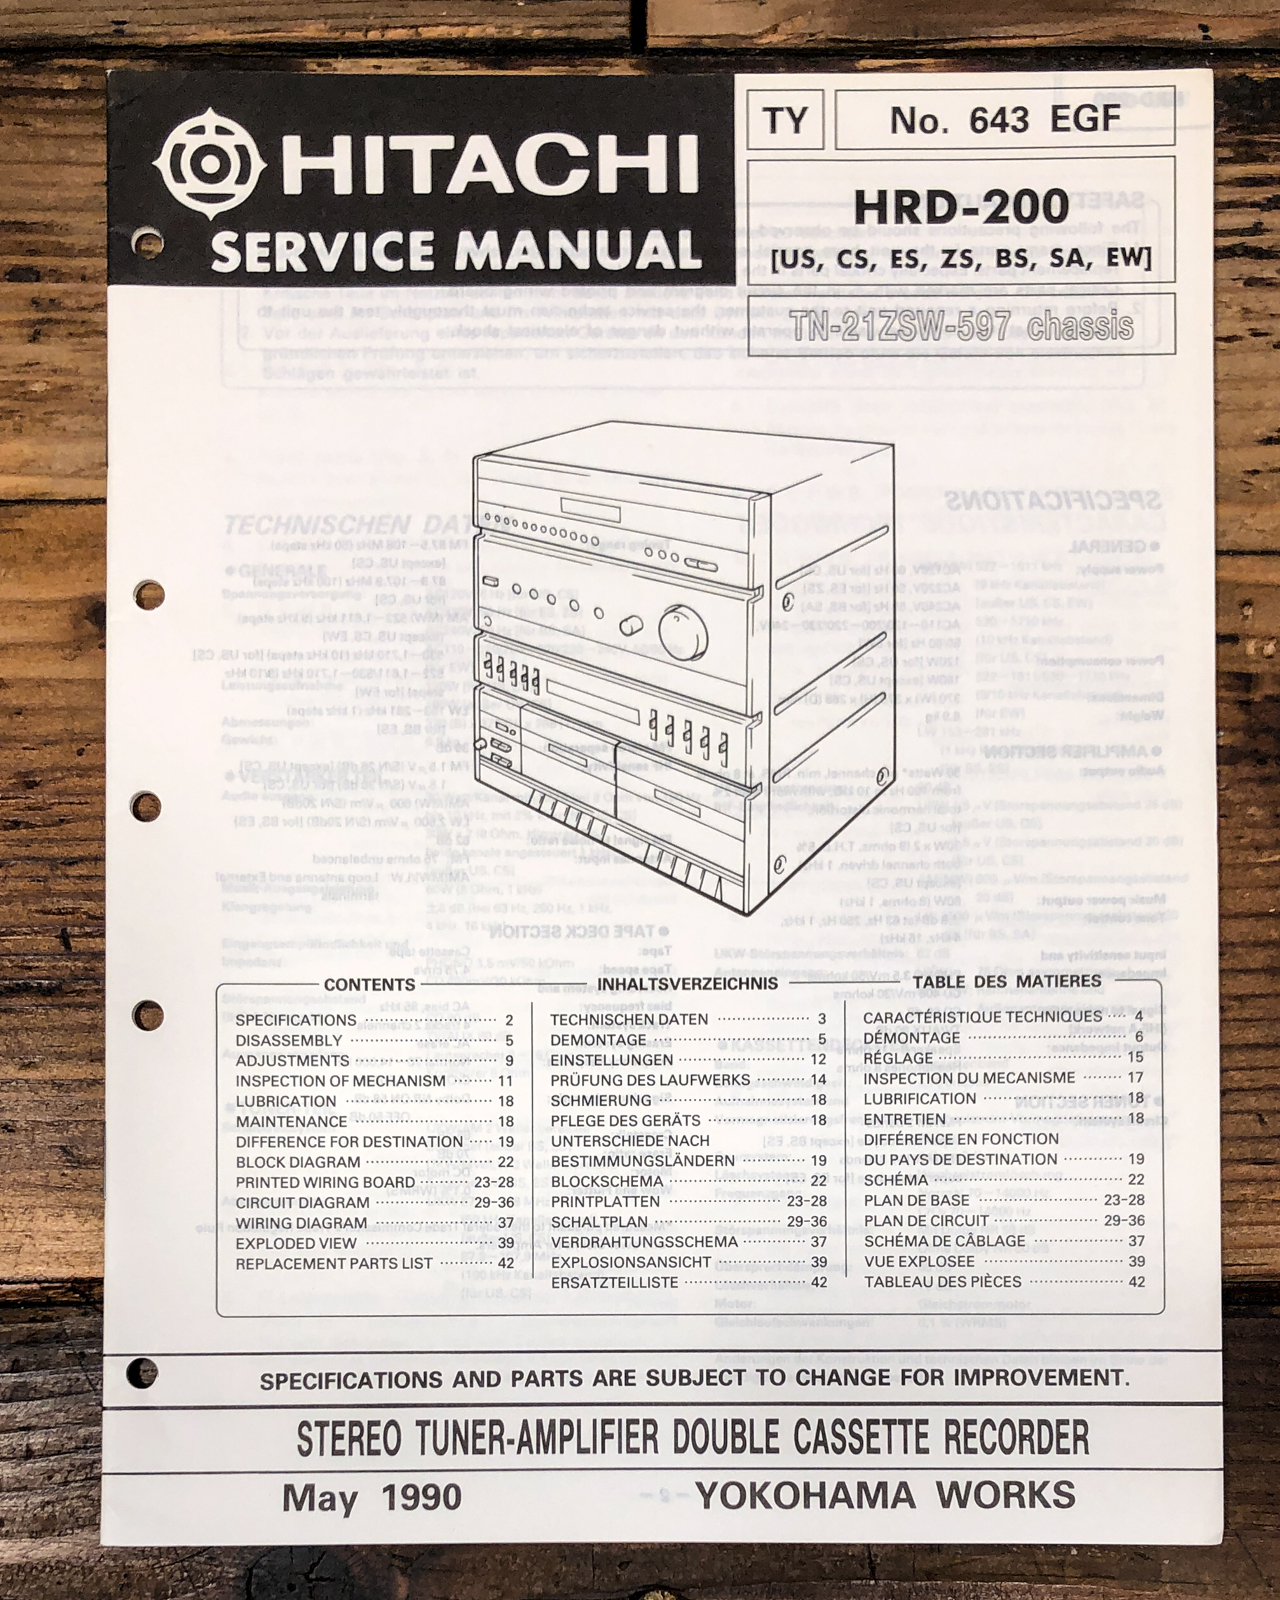 HITACHI
SERVICE MANUAL
TY
No. 643 EGF
HRD-200
[US, CS, ES, ZS, BS, SA, EW]
TN-21ZSW-597 chassis
CONTENTS
SPECIFICATIONS ················ 2
DISASSEMBLY ················ 5
ADJUSTMENTS ················ 9
INSPECTION OF MECHANISM ········ 11
LUBRICATION ················ 18
MAINTENANCE ················ 18
DIFFERENCE FOR DESTINATION ····· 19
BLOCK DIAGRAM ················ 22
PRINTED WIRING BOARD ········ 23-28
CIRCUIT DIAGRAM ············ 29-36
WIRING DIAGRAM ················ 37
EXPLODED VIEW ················ 39
REPLACEMENT PARTS LIST ········ 42
INHALTSVERZEICHNIS
TECHNISCHEN DATEN ············ 3
DEMONTAGE ················ 5
EINSTELLUNGEN ················ 12
PRÜFUNG DES LAUFWERKS ········ 14
SCHMIERUNG ················ 18
PFLEGE DES GERÄTS ············ 18
UNTERSCHIEDE NACH
BESTIMMUNGSLÄNDERN ············ 19
BLOCKSCHEMA ················ 22
PRINTPLATTEN ············ 23-28
SCHALTPLAN ················ 29-36
VERDRAHTUNGSSCHEMA ············ 37
EXPLOSIONSANSICHT ············ 39
ERSATZTEILLISTE ················ 42
TABLE DES MATIERES
CARACTÉRISTIQUE TECHNIQUES ···· 4
DÉMONTAGE ················ 6
RÉGLAGE ················ 15
INSPECTION DU MECANISME ········ 17
LUBRIFICATION ················ 18
ENTRETIEN ················ 18
DIFFÉRENCE EN FONCTION
DU PAYS DE DESTINATION ········ 19
SCHÉMA ················ 22
PLAN DE BASE ············ 23-28
PLAN DE CIRCUIT ············ 29-36
SCHÉMA DE CÂBLAGE ············ 37
VUE EXPLOSEE ················ 39
TABLEAU DES PIÈCES ············ 42
SPECIFICATIONS AND PARTS ARE SUBJECT TO CHANGE FOR IMPROVEMENT.
STEREO TUNER-AMPLIFIER DOUBLE CASSETTE RECORDER
May 1990
YOKOHAMA WORKS